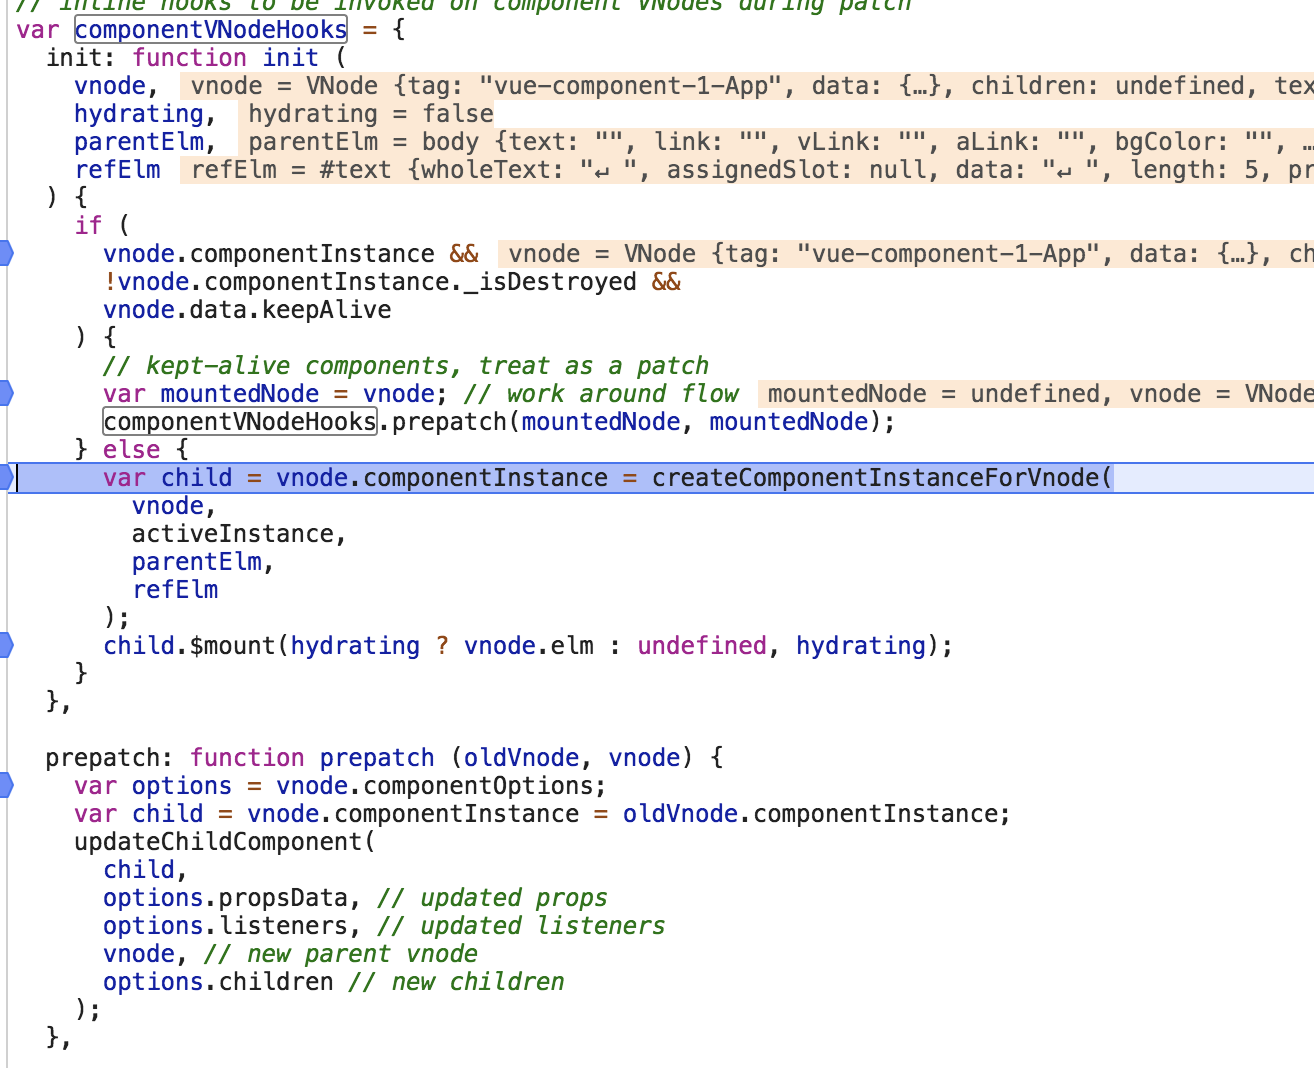 // inline hooks to be invoked on component VNodes during patch
var componentVNodeHooks = {
init: function init (
vnode, vnode = VNode {tag: "vue-component-1-App", data: {…}, children: undefined, tex
hydrating, hydrating = false
parentElm, parentElm = body {text: "", link: "", vLink: "", aLink: "", bgColor: "", …
refElm refElm = #text {wholeText: "↵ ", assignedSlot: null, data: "↵ ", length: 5, pr
) {
if (
vnode.componentInstance && vnode = VNode {tag: "vue-component-1-App", data: {…}, ch
!vnode.componentInstance._isDestroyed &&
vnode.data.keepAlive
) {
// kept-alive components, treat as a patch
var mountedNode = vnode; // work around flow mountedNode = undefined, vnode = VNode
componentVNodeHooks.prepatch(mountedNode, mountedNode);
} else {
var child = vnode.componentInstance = createComponentInstanceForVnode(
vnode,
activeInstance,
parentElm,
refElm
);
child.$mount(hydrating ? vnode.elm : undefined, hydrating);
}
},
prepatch: function prepatch (oldVnode, vnode) {
var options = vnode.componentOptions;
var child = vnode.componentInstance = oldVnode.componentInstance;
updateChildComponent(
child,
options.propsData, // updated props
options.listeners, // updated listeners
vnode, // new parent vnode
options.children // new children
);
},